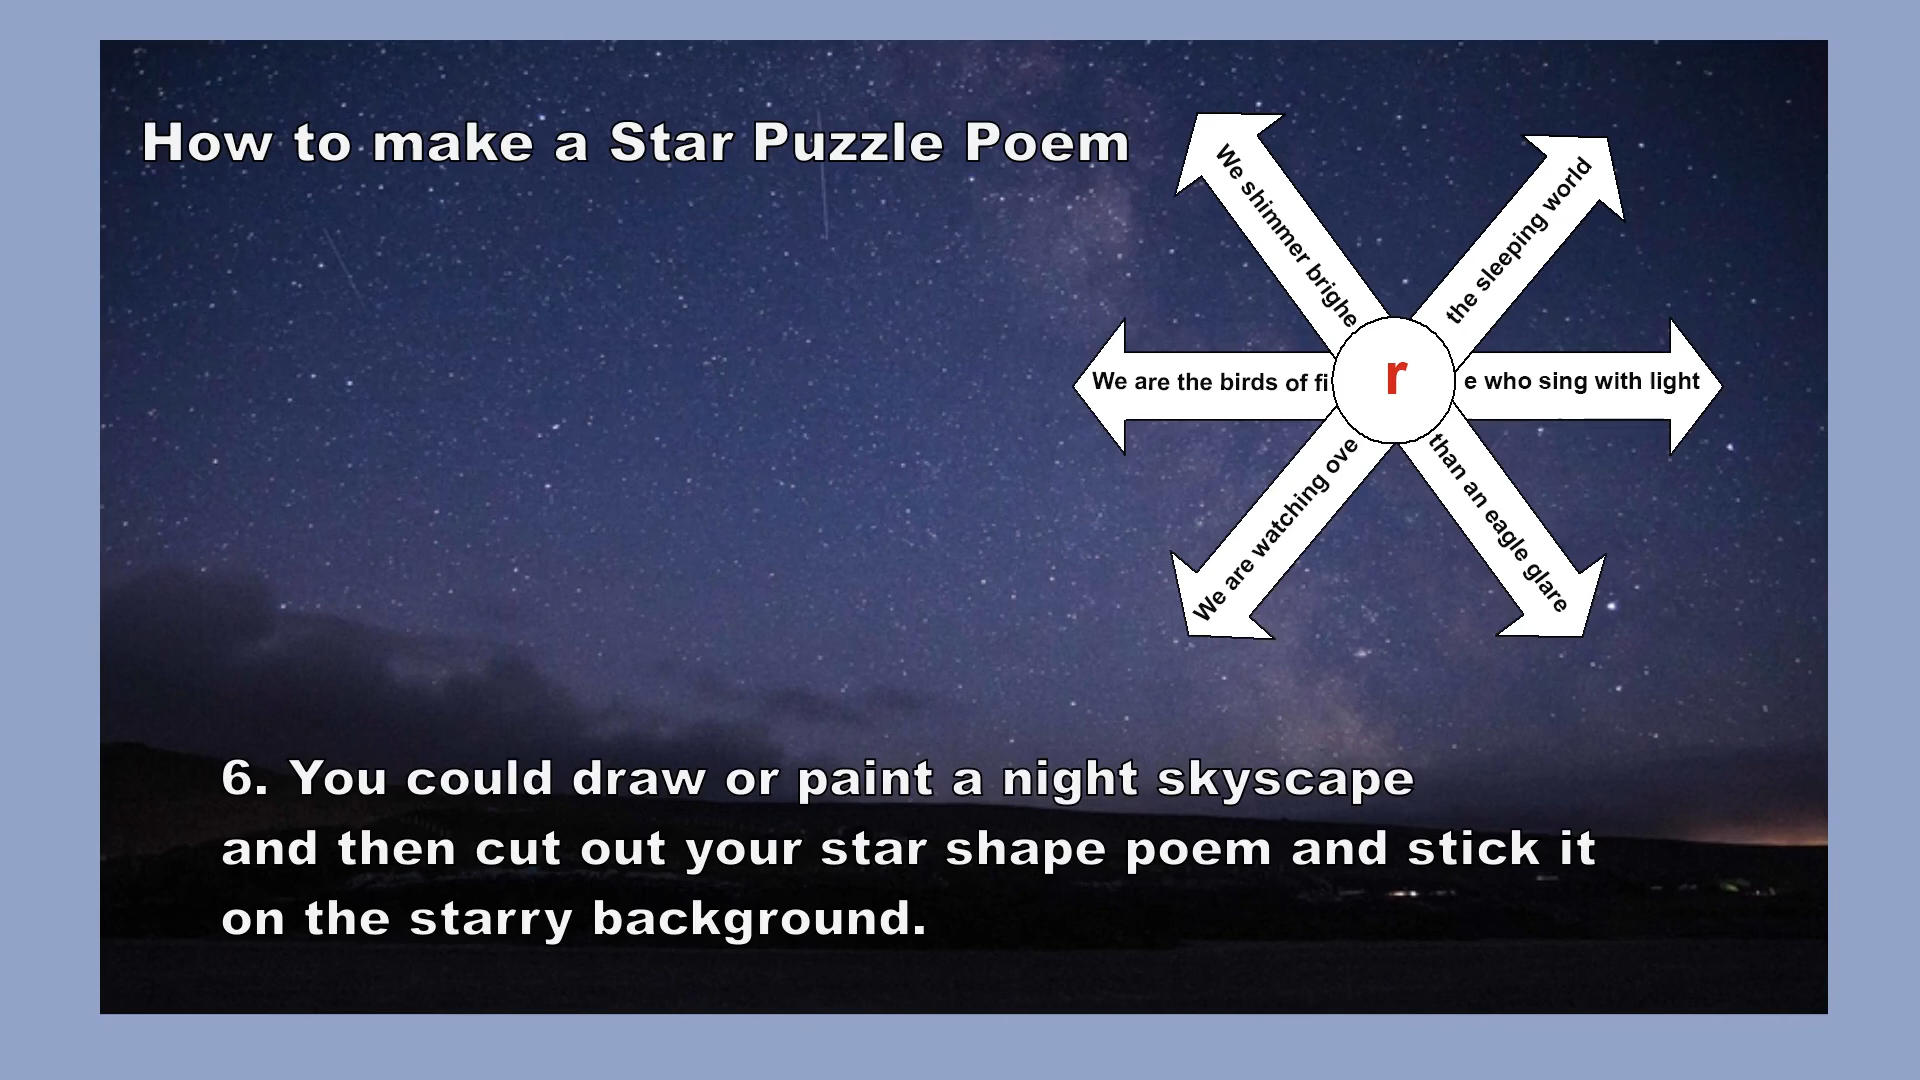 How to make a Star Puzzle Poem
We shimmer brighe
the sleeping world
We are the birds of fi
r
e who sing with light
We are watching ove
than an eagle glare
6. You could draw or paint a night skyscape
and then cut out your star shape poem and stick it
on the starry background.